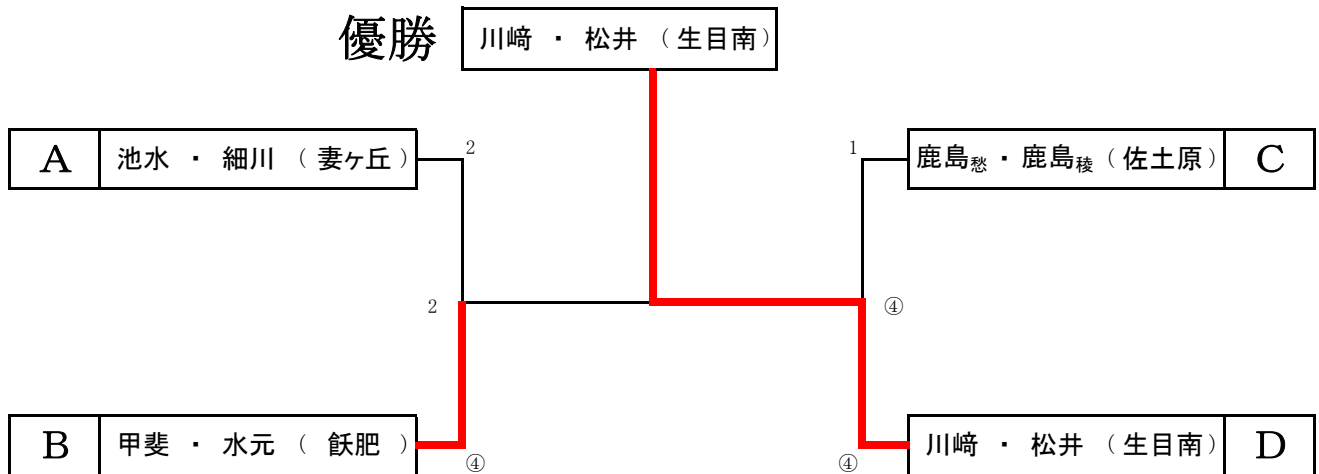 優勝
川﨑 ・ 松井 （生目南）
A 池水 ・ 細川 （ 妻ヶ丘 ）
2
1
鹿島愁 ・ 鹿島稜 （ 佐土原 ） C
2
④
B 甲斐 ・ 水元 （ 飫肥 ）
④
④
川﨑 ・ 松井 （生目南） D